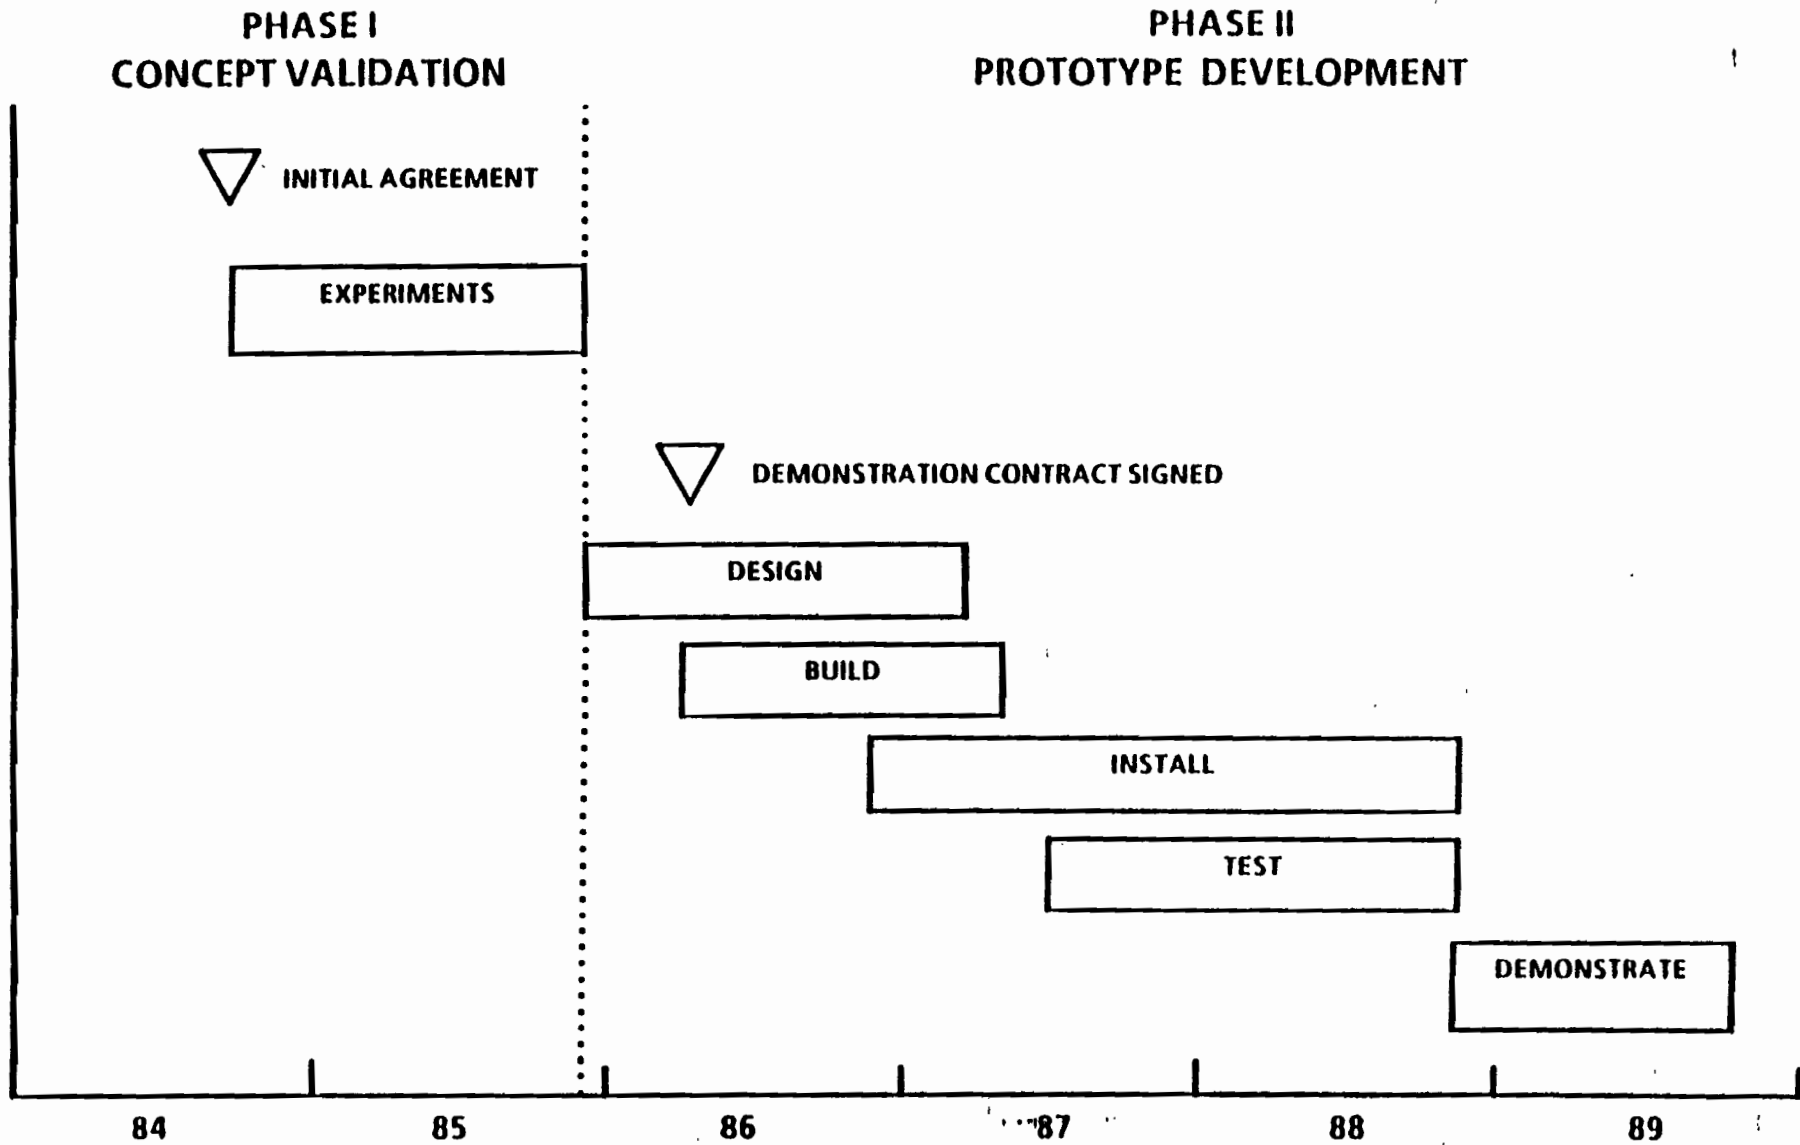 PHASE I
CONCEPT VALIDATION
PHASE II
PROTOTYPE DEVELOPMENT
INITIAL AGREEMENT
EXPERIMENTS
DEMONSTRATION CONTRACT SIGNED
DESIGN
BUILD
INSTALL
TEST
DEMONSTRATE
84 85 86 87 88 89